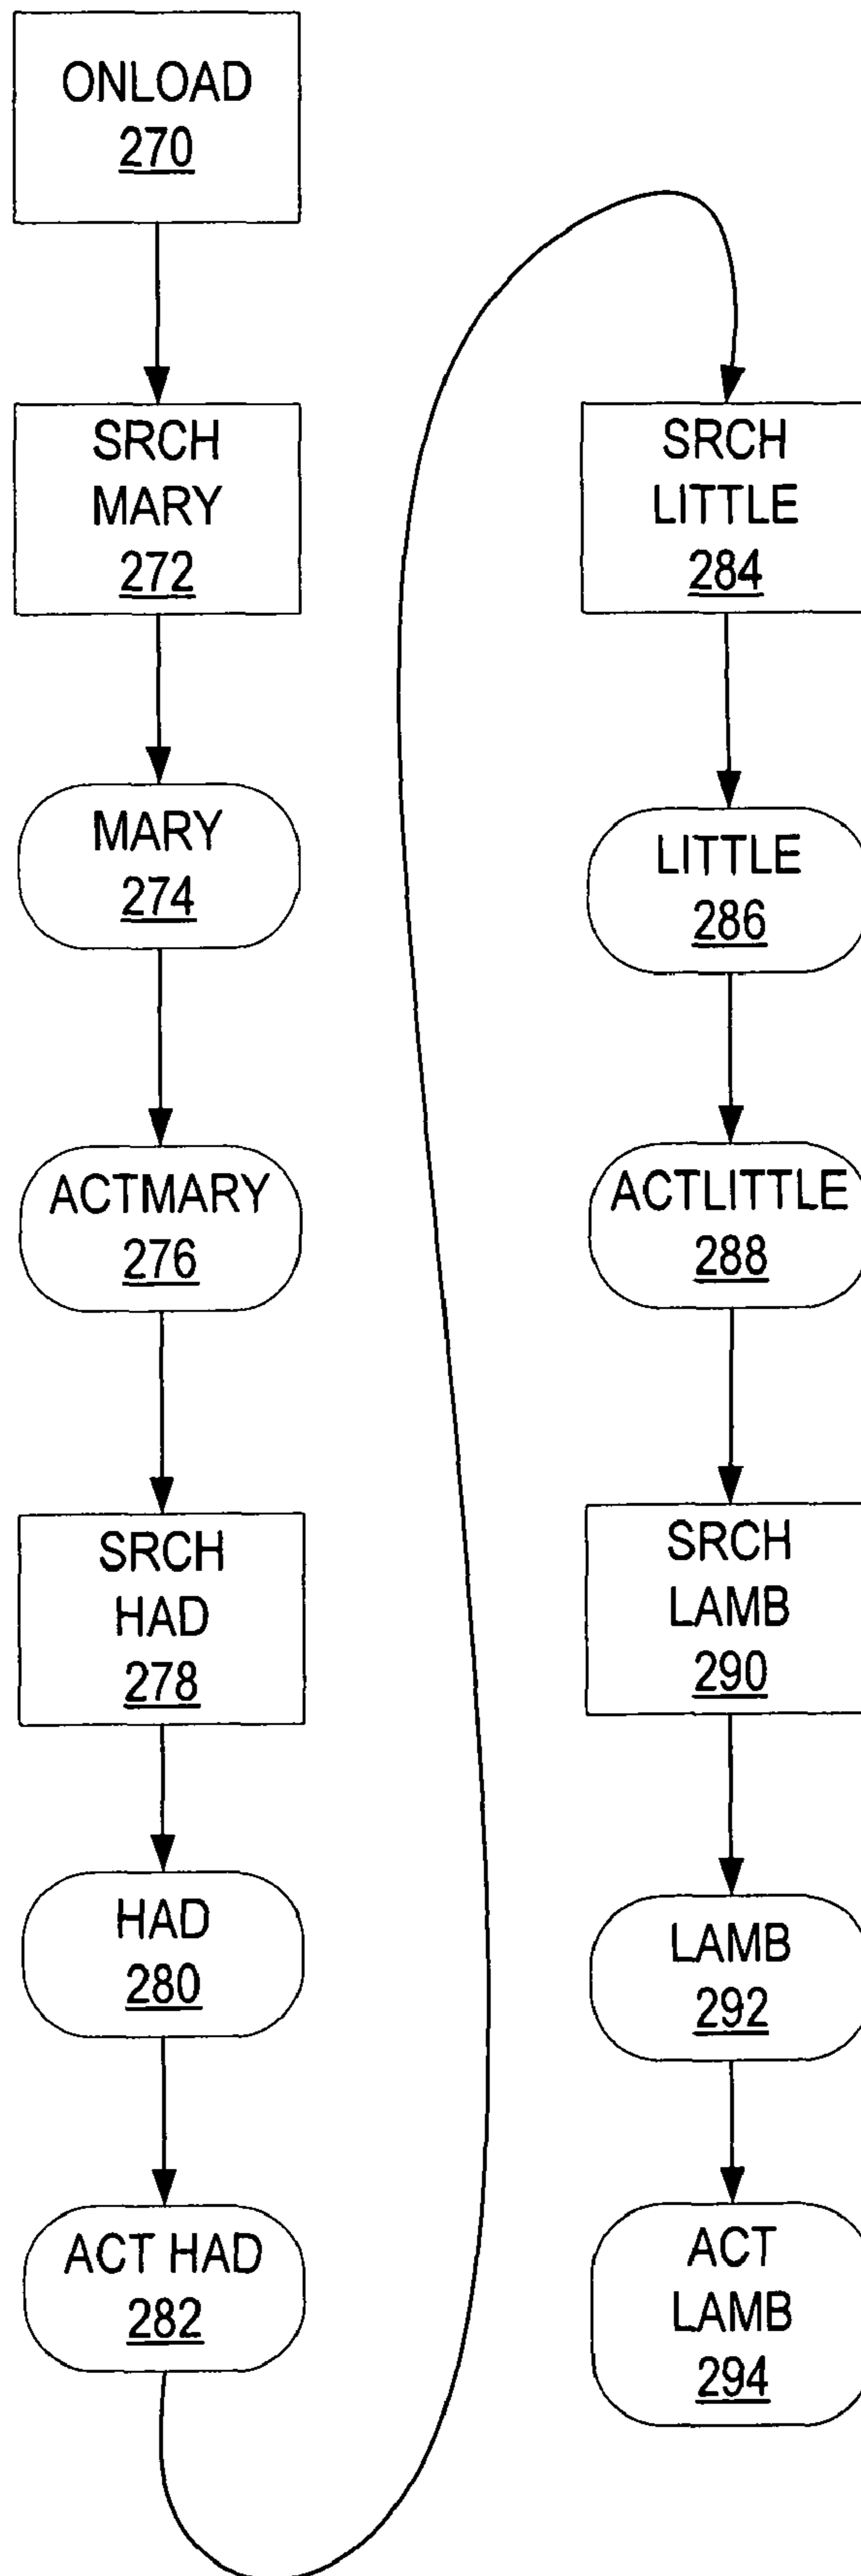 ONLOAD
270
SRCH
MARY
272
MARY
274
ACTMARY
276
SRCH
HAD
278
HAD
280
ACT HAD
282
SRCH
LITTLE
284
LITTLE
286
ACTLITTLE
288
SRCH
LAMB
290
LAMB
292
ACT
LAMB
294